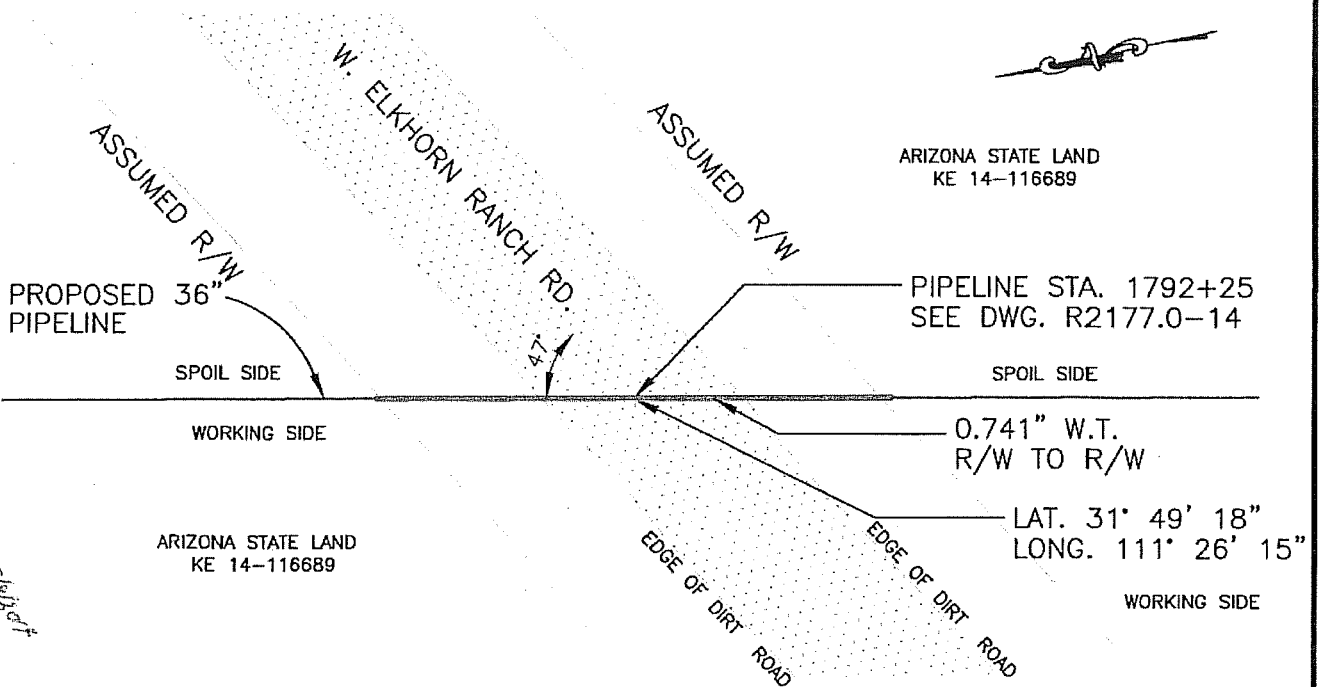 W. ELKHORN RANCH RD.
ASSUMED R/W
ASSUMED R/W
ARIZONA STATE LAND
KE 14-116689
PROPOSED 36"
PIPELINE
47°
PIPELINE STA. 1792+25
SEE DWG. R2177.0-14
SPOIL SIDE
SPOIL SIDE
WORKING SIDE
0.741" W.T.
R/W TO R/W
LAT. 31° 49' 18"
LONG. 111° 26' 15"
ARIZONA STATE LAND
KE 14-116689
EDGE OF DIRT ROAD
EDGE OF DIRT ROAD
WORKING SIDE